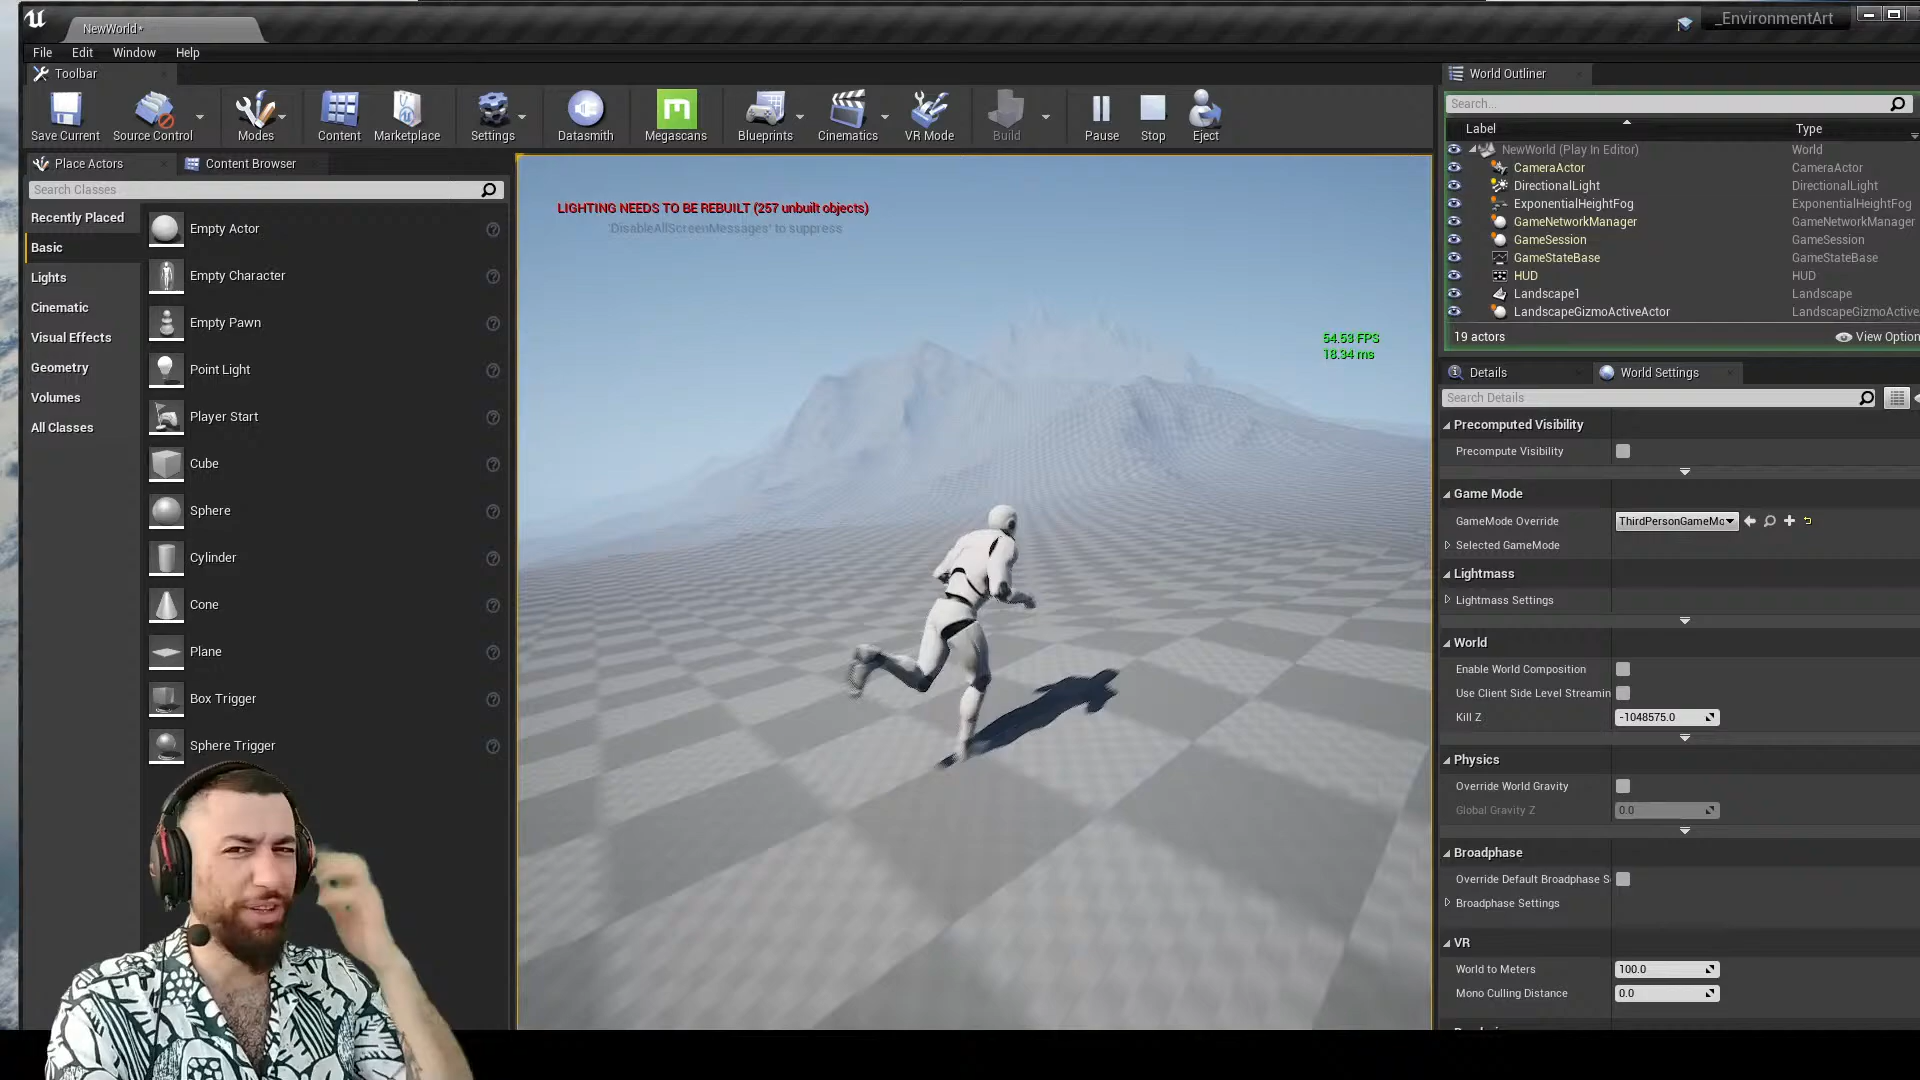 NewWorld*
_EnvironmentArt
File Edit Window Help
Toolbar
Save Current Source Control Modes Content Marketplace Settings Datasmith Megascans Blueprints Cinematics VR Mode Build Pause Stop Eject
Place Actors Content Browser
Search Classes
Recently Placed
Basic
Lights
Cinematic
Visual Effects
Geometry
Volumes
All Classes
Empty Actor
Empty Character
Empty Pawn
Point Light
Player Start
Cube
Sphere
Cylinder
Cone
Plane
Box Trigger
Sphere Trigger
LIGHTING NEEDS TO BE REBUILT (257 unbuilt objects)
'DisableAllScreenMessages' to suppress
54.53 FPS
18.34 ms
World Outliner
Search...
Label Type
NewWorld (Play In Editor) World
CameraActor CameraActor
DirectionalLight DirectionalLight
ExponentialHeightFog ExponentialHeightFog
GameNetworkManager GameNetworkManager
GameSession GameSession
GameStateBase GameStateBase
HUD HUD
Landscape1 Landscape
LandscapeGizmoActiveActor LandscapeGizmoActive
19 actors View Option
Details World Settings
Search Details
Precomputed Visibility
Precompute Visibility
Game Mode
GameMode Override ThirdPersonGameMo
Selected GameMode
Lightmass
Lightmass Settings
World
Enable World Composition
Use Client Side Level Streamin
Kill Z -1048575.0
Physics
Override World Gravity
Global Gravity Z 0.0
Broadphase
Override Default Broadphase S
Broadphase Settings
VR
World to Meters 100.0
Mono Culling Distance 0.0